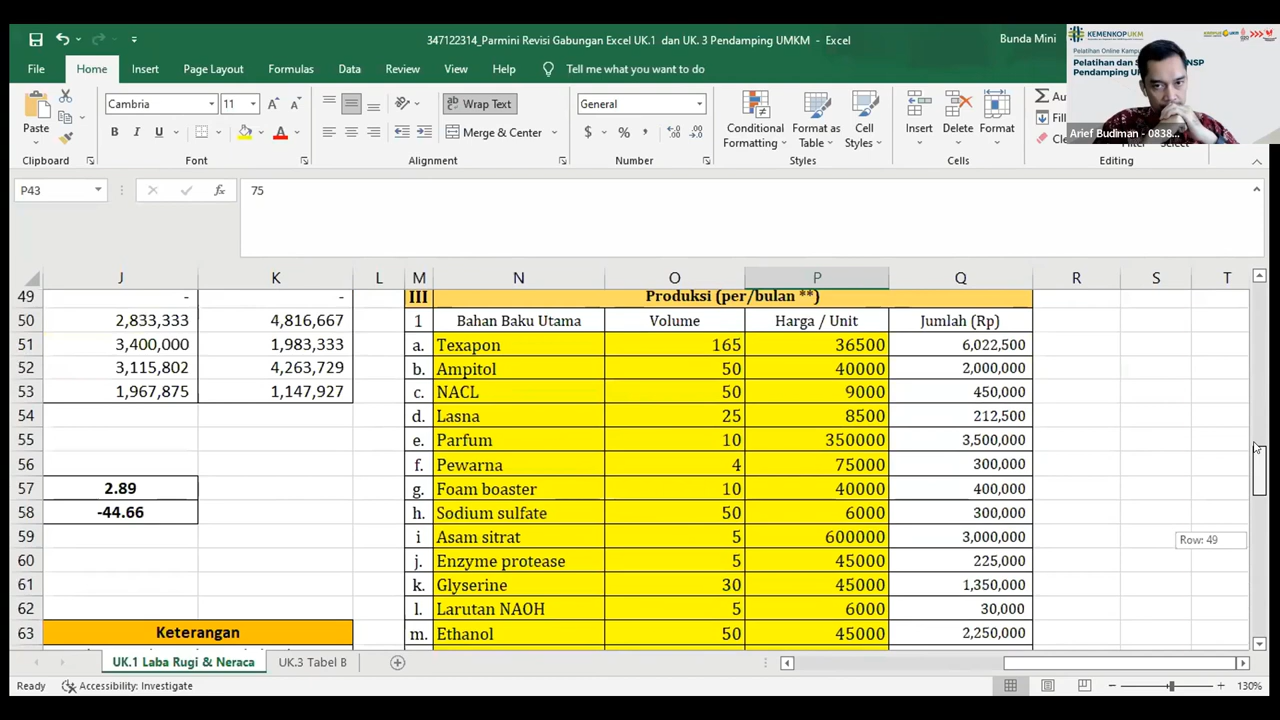 347122314_Parmini Revisi Gabungan Excel UK.1 dan UK. 3 Pendamping UMKM - Excel
Bunda Mini
KEMENKOPUKM
Pelatihan Online
Pendamping
Arief Budiman - 0838...
File Home Insert Page Layout Formulas Data Review View Help Tell me what you want to do
Paste
Cambria 11
B I U
Wrap Text
Merge & Center
General
$ %
Conditional Formatting
Format as Table
Cell Styles
Insert Delete Format
Clipboard Font Alignment Number Styles Cells Editing
P43 fx 75
J K L M N O P Q R S T
49 - - III Produksi (per/bulan **)
50 2,833,333 4,816,667 1 Bahan Baku Utama Volume Harga / Unit Jumlah (Rp)
51 3,400,000 1,983,333 a. Texapon 165 36500 6,022,500
52 3,115,802 4,263,729 b. Ampitol 50 40000 2,000,000
53 1,967,875 1,147,927 c. NACL 50 9000 450,000
54 d. Lasna 25 8500 212,500
55 e. Parfum 10 350000 3,500,000
56 f. Pewarna 4 75000 300,000
57 2.89 g. Foam boaster 10 40000 400,000
58 -44.66 h. Sodium sulfate 50 6000 300,000
59 i Asam sitrat 5 600000 3,000,000
Row: 49
60 j. Enzyme protease 5 45000 225,000
61 k. Glyserine 30 45000 1,350,000
62 l. Larutan NAOH 5 6000 30,000
63 Keterangan m. Ethanol 50 45000 2,250,000
UK.1 Laba Rugi & Neraca UK.3 Tabel B
Ready Accessibility: Investigate 130%